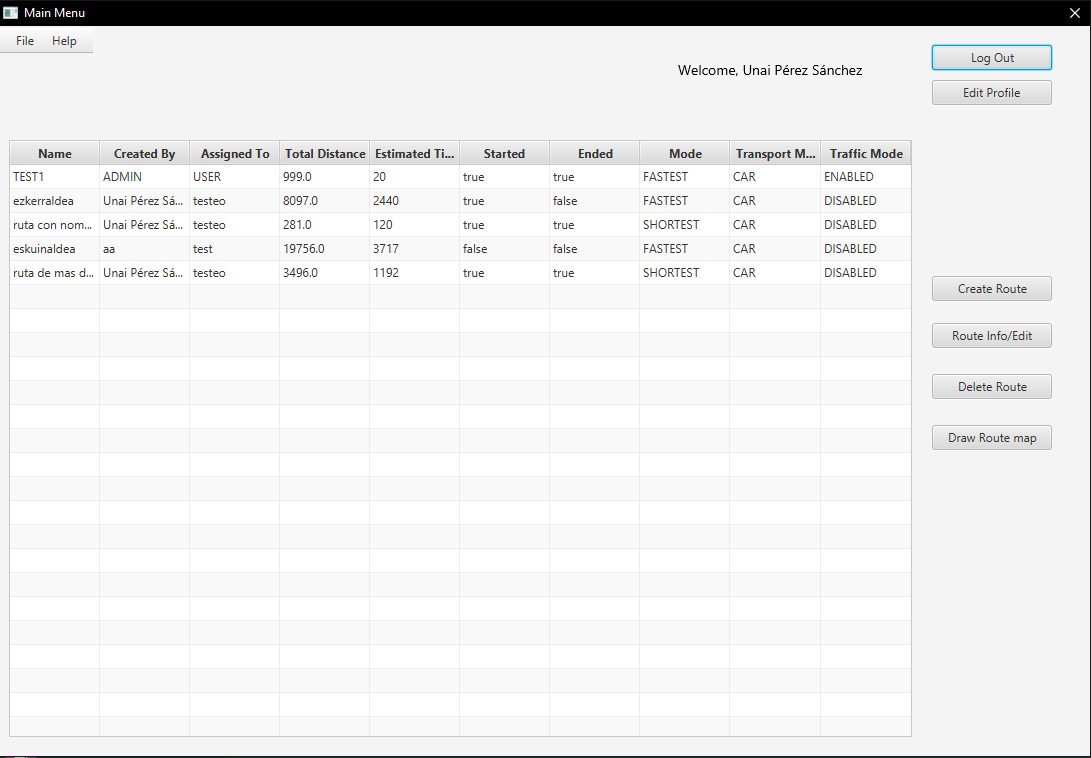 Main Menu
File Help
Log Out
Welcome, Unai Pérez Sánchez
Edit Profile
Name Created By Assigned To Total Distance Estimated Ti... Started Ended Mode Transport M... Traffic Mode
TEST1 ADMIN USER 999.0 20 true true FASTEST CAR ENABLED
ezkerraldea Unai Pérez Sá... testeo 8097.0 2440 true false FASTEST CAR DISABLED
ruta con nom... Unai Pérez Sá... testeo 281.0 120 true true SHORTEST CAR DISABLED
eskuinaldea aa test 19756.0 3717 false false FASTEST CAR DISABLED
ruta de mas d... Unai Pérez Sá... testeo 3496.0 1192 true true SHORTEST CAR DISABLED
Create Route
Route Info/Edit
Delete Route
Draw Route map